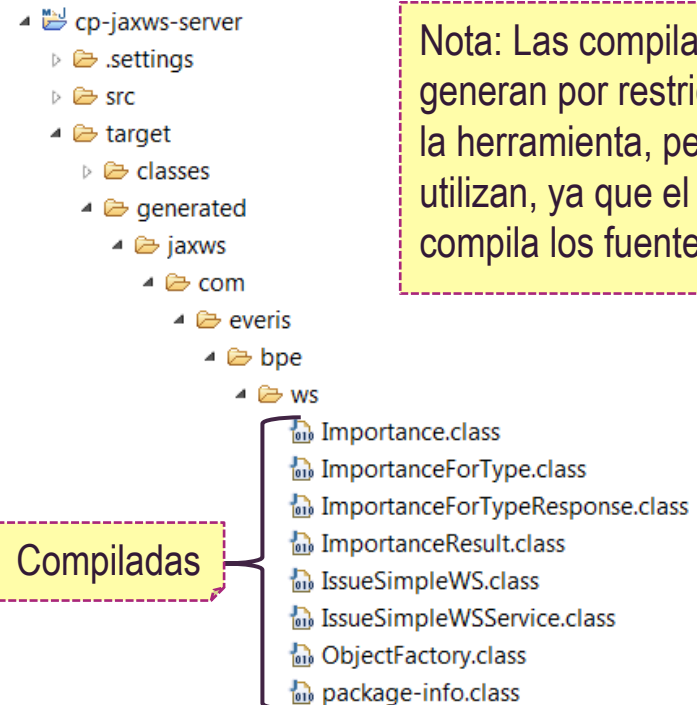 cp-jaxws-server
.settings
src
target
classes
generated
jaxws
com
everis
bpe
ws
Importance.class
ImportanceForType.class
ImportanceForTypeResponse.class
ImportanceResult.class
IssueSimpleWS.class
IssueSimpleWSService.class
ObjectFactory.class
package-info.class
Nota: Las compila
generan por restri
la herramienta, pe
utilizan, ya que el
compila los fuente
Compiladas